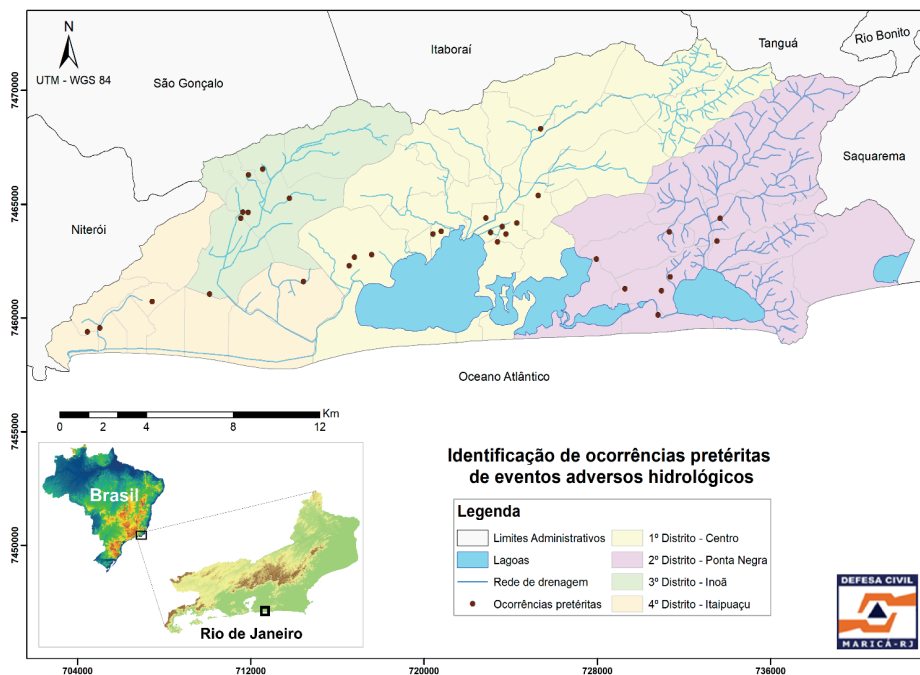 N
UTM - WGS 84
São Gonçalo
Itaboraí
Tanguá
Rio Bonito
Saquarema
Niterói
Oceano Atlântico
7470000
7465000
7460000
7455000
7450000
Km
0 2 4 8 12
Brasil
Rio de Janeiro
Identificação de ocorrências pretéritas
de eventos adversos hidrológicos
Legenda
Limites Administrativos
Lagoas
Rede de drenagem
Ocorrências pretéritas
1º Distrito - Centro
2º Distrito - Ponta Negra
3º Distrito - Inoã
4º Distrito - Itaipuaçu
DEFESA CIVIL
MARICÁ-RJ
704000 712000 720000 728000 736000